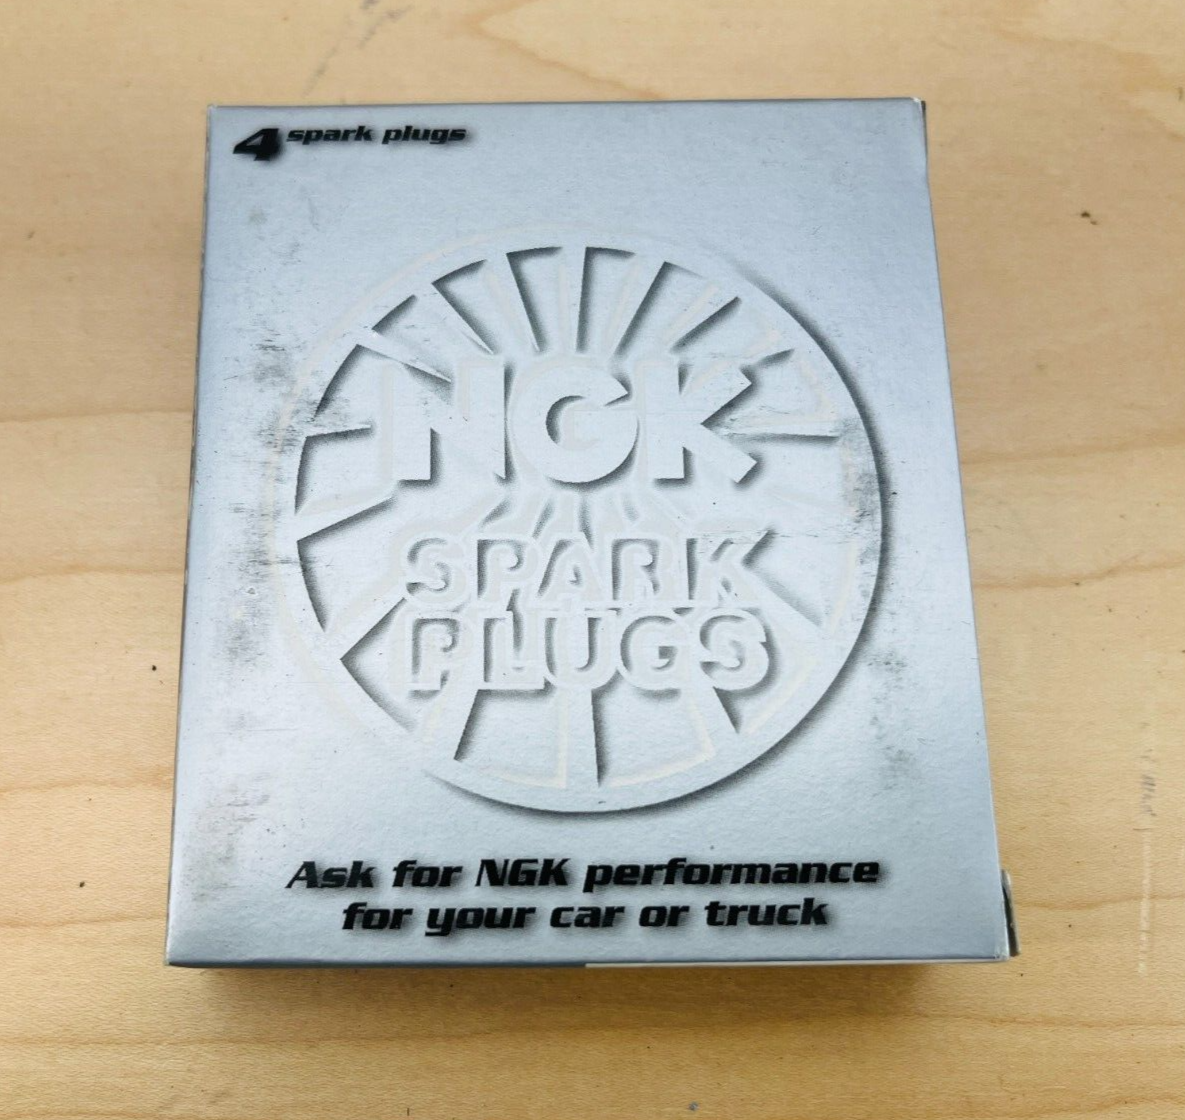 4 spark plugs
NGK
SPARK
PLUGS
Ask for NGK performance
for your car or truck